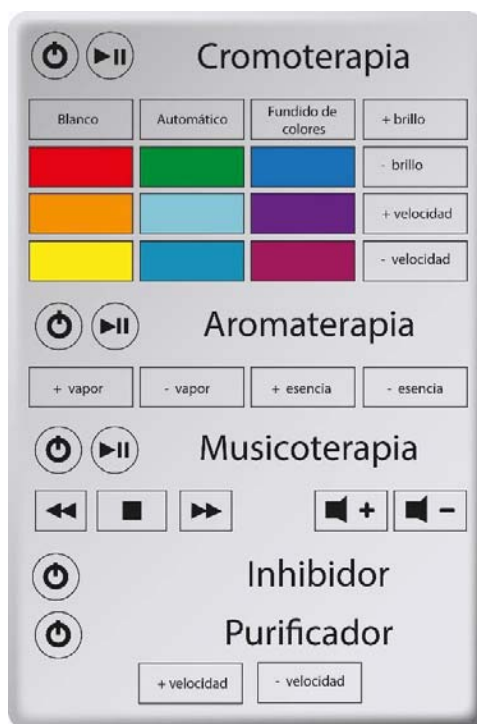 Cromoterapia
Blanco
Automático
Fundido de
colores
+ brillo
- brillo
+ velocidad
- velocidad
Aromaterapia
+ vapor
- vapor
+ esencia
- esencia
Musicoterapia
+
-
Inhibidor
Purificador
+ velocidad
- velocidad